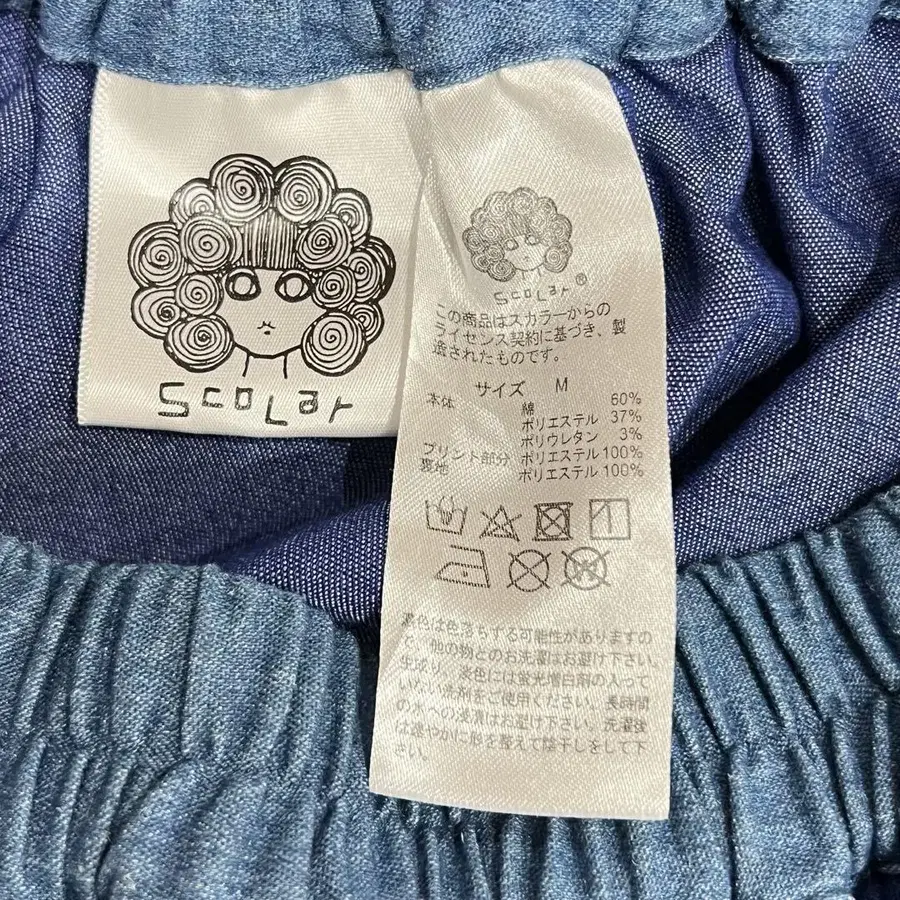 scoLar
scoLar®
この商品はスカラーからの
ライセンス契約に基づき、製
造されたものです。
サイズ M
本体 綿 60%
ポリエステル 37%
ポリウレタン 3%
プリント部分 ポリエステル 100%
裏地 ポリエステル 100%
濃色は色落ちする可能性がありますの
で、他の物とのお洗濯はお避け下さい。
生成り、淡色には蛍光増白剤の入って
いない洗剤をご使用ください。長時間
の水への浸漬はお避け下さい。洗濯後
は速やかに形を整えて陰干しをして下
さい。